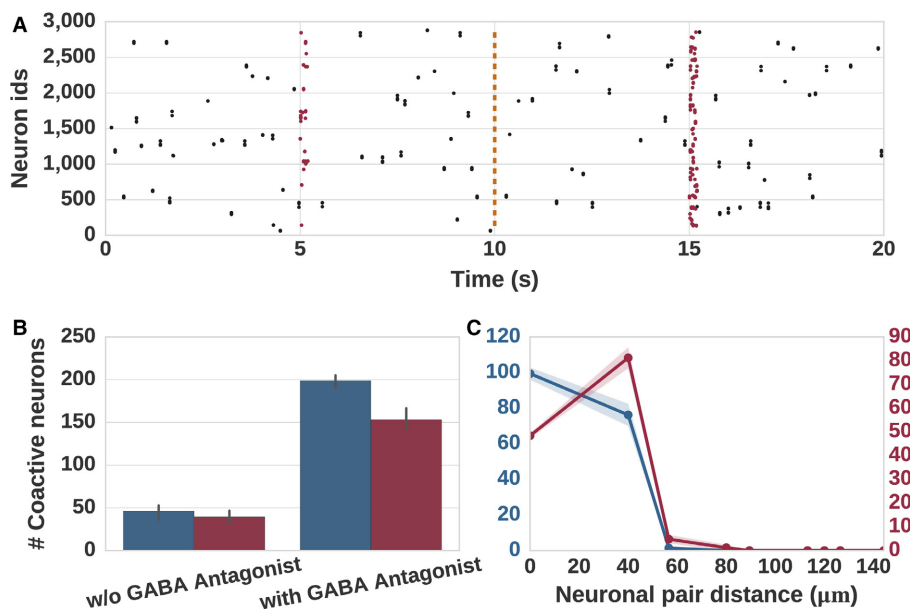 A
3,000
2,500
2,000
1,500
1,000
500
0
Neuron ids
0 5 10 15 20
Time (s)
B
250
200
150
100
50
0
# Coactive neurons
w/o GABA Antagonist
with GABA Antagonist
C
120
100
80
60
40
20
0
90
80
70
60
50
40
30
20
10
0
0 20 40 60 80 100 120 140
Neuronal pair distance (μm)